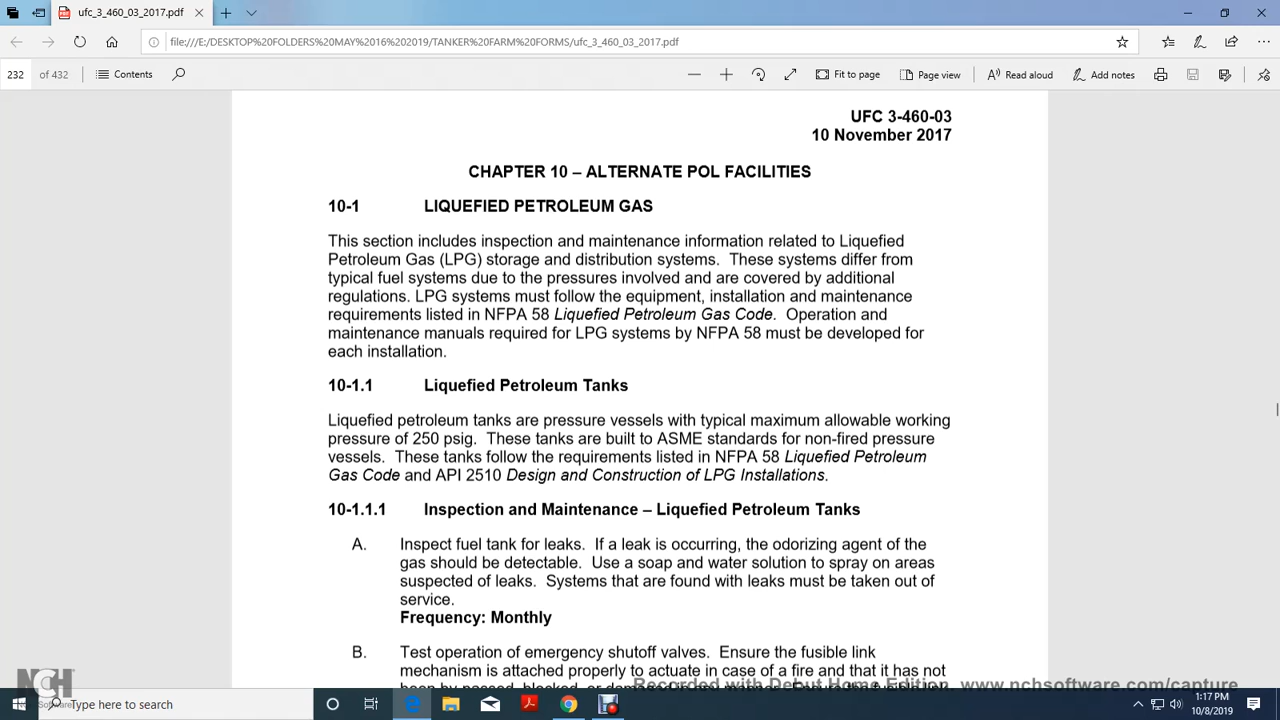 ufc_3_460_03_2017.pdf
file:///E:/DESKTOP%20FOLDERS%20MAY%2016%202019/TANKER%20FARM%20FORMS/ufc_3_460_03_2017.pdf
232 of 432 Contents Fit to page Page view Read aloud Add notes
UFC 3-460-03
10 November 2017
CHAPTER 10 – ALTERNATE POL FACILITIES
10-1 LIQUEFIED PETROLEUM GAS
This section includes inspection and maintenance information related to Liquefied
Petroleum Gas (LPG) storage and distribution systems. These systems differ from
typical fuel systems due to the pressures involved and are covered by additional
regulations. LPG systems must follow the equipment, installation and maintenance
requirements listed in NFPA 58 Liquefied Petroleum Gas Code. Operation and
maintenance manuals required for LPG systems by NFPA 58 must be developed for
each installation.
10-1.1 Liquefied Petroleum Tanks
Liquefied petroleum tanks are pressure vessels with typical maximum allowable working
pressure of 250 psig. These tanks are built to ASME standards for non-fired pressure
vessels. These tanks follow the requirements listed in NFPA 58 Liquefied Petroleum
Gas Code and API 2510 Design and Construction of LPG Installations.
10-1.1.1 Inspection and Maintenance – Liquefied Petroleum Tanks
A. Inspect fuel tank for leaks. If a leak is occurring, the odorizing agent of the
gas should be detectable. Use a soap and water solution to spray on areas
suspected of leaks. Systems that are found with leaks must be taken out of
service.
Frequency: Monthly
B. Test operation of emergency shutoff valves. Ensure the fusible link
mechanism is attached properly to actuate in case of a fire and that it has not
Recorded with Debut Home Edition. www.nchsoftware.com/capture
NCH
Type here to search
1:17 PM
10/8/2019